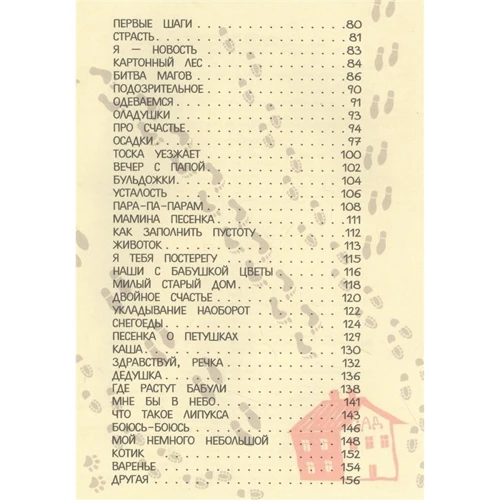 ПЕРВЫЕ ШАГИ 80
СТРАСТЬ 81
Я — НОВОСТЬ 83
КАРТОННЫЙ ЛЕС 84
БИТВА МАГОВ 86
ПОДОЗРИТЕЛЬНОЕ 90
ОДЕВАЕМСЯ 91
ОЛАДУШКИ 93
ПРО СЧАСТЬЕ 94
ОСАДКИ 97
ТОСКА УЕЗЖАЕТ 100
ВЕЧЕР С ПАПОЙ 102
БУЛЬДОЖКИ 104
УСТАЛОСТЬ 106
ПАРА-ПА-ПАРАМ 108
МАМИНА ПЕСЕНКА 111
КАК ЗАПОЛНИТЬ ПУСТОТУ 112
ЖИВОТОК 113
Я ТЕБЯ ПОСТЕРЕГУ 115
НАШИ С БАБУШКОЙ ЦВЕТЫ 116
МИЛЫЙ СТАРЫЙ ДОМ 118
ДВОЙНОЕ СЧАСТЬЕ 120
УКЛАДЫВАНИЕ НАОБОРОТ 122
СНЕГОЕДЫ 124
ПЕСЕНКА О ПЕТУШКАХ 129
КАША 130
ЗДРАВСТВУЙ, РЕЧКА 132
ДЕДУШКА 136
ГДЕ РАСТУТ БАБУЛИ 138
МНЕ БЫ В НЕБО 141
ЧТО ТАКОЕ ЛИПУКСА 143
БОЮСЬ-БОЮСЬ 146
МОЙ НЕМНОГО НЕБОЛЬШОЙ 148
КОТИК 152
ВАРЕНЬЕ 154
ДРУГАЯ 156